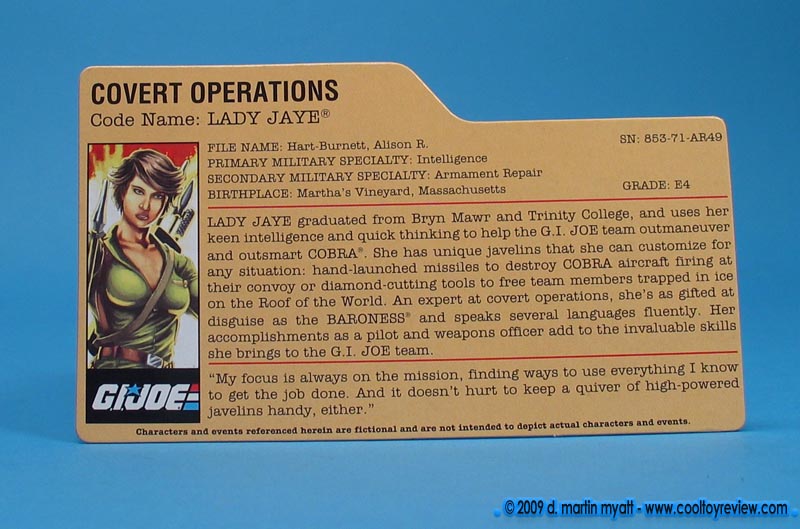 COVERT OPERATIONS
Code Name: LADY JAYE®
FILE NAME: Hart-Burnett, Alison R.
SN: 853-71-AR49
PRIMARY MILITARY SPECIALTY: Intelligence
SECONDARY MILITARY SPECIALTY: Armament Repair
BIRTHPLACE: Martha's Vineyard, Massachusetts
GRADE: E4
LADY JAYE graduated from Bryn Mawr and Trinity College, and uses her
keen intelligence and quick thinking to help the G.I. JOE team outmaneuver
and outsmart COBRA®. She has unique javelins that she can customize for
any situation: hand-launched missiles to destroy COBRA aircraft firing at
their convoy or diamond-cutting tools to free team members trapped in ice
on the Roof of the World. An expert at covert operations, she's as gifted at
disguise as the BARONESS® and speaks several languages fluently. Her
accomplishments as a pilot and weapons officer add to the invaluable skills
she brings to the G.I. JOE team.
"My focus is always on the mission, finding ways to use everything I know
to get the job done. And it doesn't hurt to keep a quiver of high-powered
javelins handy, either."
G.I.JOE
Characters and events referenced herein are fictional and are not intended to depict actual characters and events.
© 2009 d. martin myatt - www.cooltoyreview.com